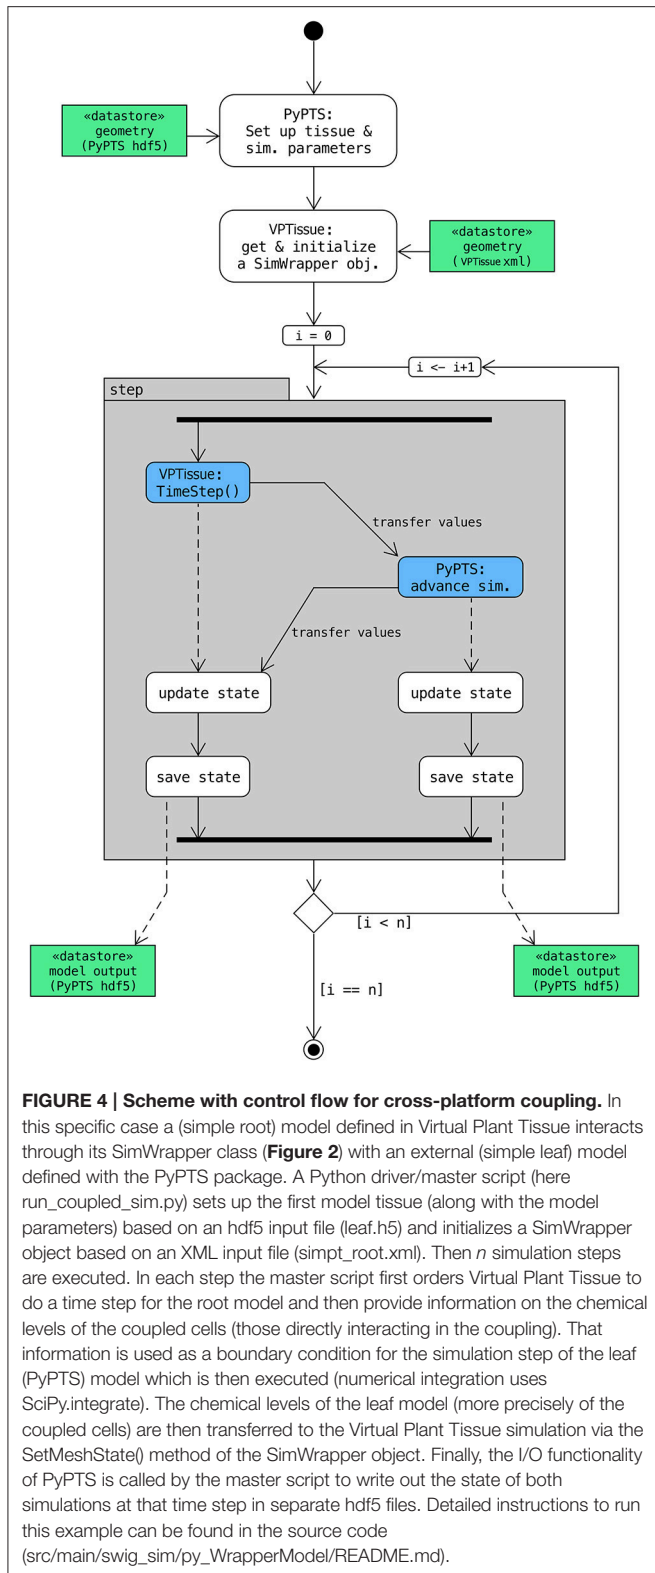 PyPTS:
Set up tissue &
sim. parameters
«datastore»
geometry
(PyPTS hdf5)
VPTissue:
get & initialize
a SimWrapper obj.
«datastore»
geometry
(VPTissue xml)
i = 0
i <- i+1
step
VPTissue:
TimeStep()
transfer values
PyPTS:
advance sim.
transfer values
update state
update state
save state
save state
[i < n]
«datastore»
model output
(PyPTS hdf5)
«datastore»
model output
(PyPTS hdf5)
[i == n]
FIGURE 4 | Scheme with control flow for cross-platform coupling. In
this specific case a (simple root) model defined in Virtual Plant Tissue interacts
through its SimWrapper class (Figure 2) with an external (simple leaf) model
defined with the PyPTS package. A Python driver/master script (here
run_coupled_sim.py) sets up the first model tissue (along with the model
parameters) based on an hdf5 input file (leaf.h5) and initializes a SimWrapper
object based on an XML input file (simpt_root.xml). Then n simulation steps
are executed. In each step the master script first orders Virtual Plant Tissue to
do a time step for the root model and then provide information on the chemical
levels of the coupled cells (those directly interacting in the coupling). That
information is used as a boundary condition for the simulation step of the leaf
(PyPTS) model which is then executed (numerical integration uses
SciPy.integrate). The chemical levels of the leaf model (more precisely of the
coupled cells) are then transferred to the Virtual Plant Tissue simulation via the
SetMeshState() method of the SimWrapper object. Finally, the I/O functionality
of PyPTS is called by the master script to write out the state of both
simulations at that time step in separate hdf5 files. Detailed instructions to run
this example can be found in the source code
(src/main/swig_sim/py_WrapperModel/README.md).